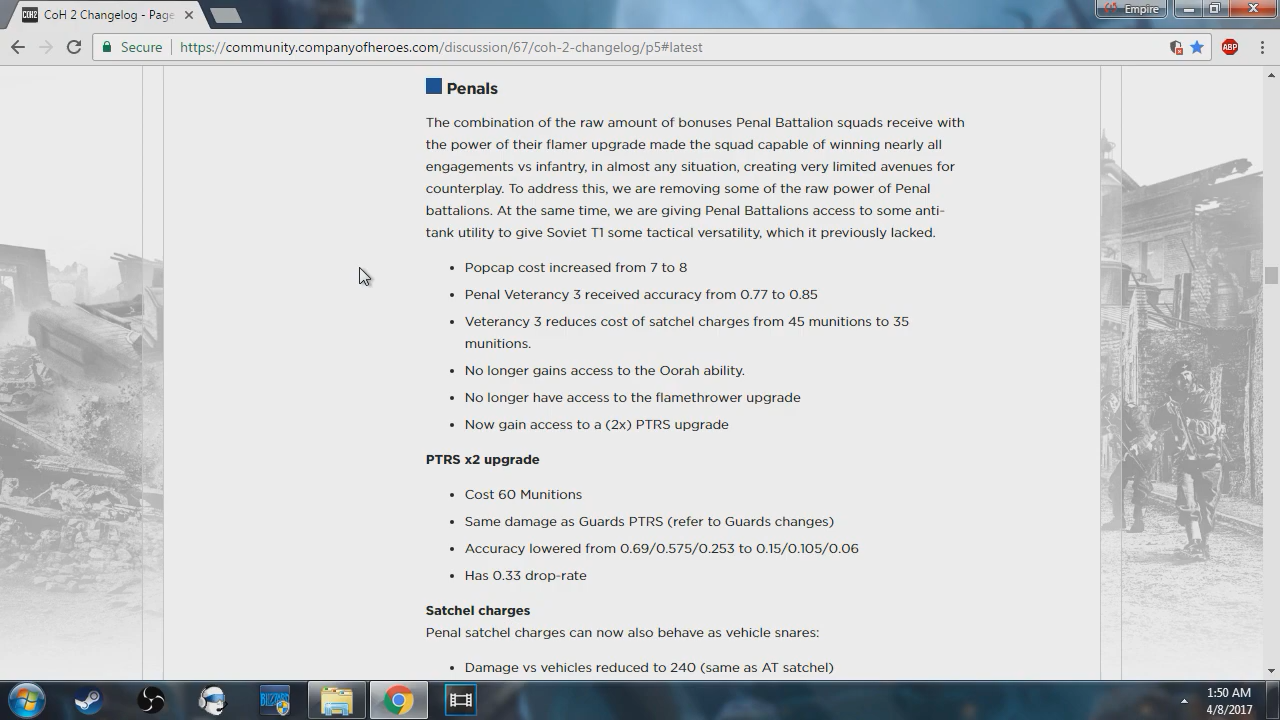 CoH 2 Changelog - Page
Empire
Secure
https://community.companyofheroes.com/discussion/67/coh-2-changelog/p5#latest
ABP
Penals
The combination of the raw amount of bonuses Penal Battalion squads receive with
the power of their flamer upgrade made the squad capable of winning nearly all
engagements vs infantry, in almost any situation, creating very limited avenues for
counterplay. To address this, we are removing some of the raw power of Penal
battalions. At the same time, we are giving Penal Battalions access to some anti-
tank utility to give Soviet T1 some tactical versatility, which it previously lacked.
• Popcap cost increased from 7 to 8
• Penal Veterancy 3 received accuracy from 0.77 to 0.85
• Veterancy 3 reduces cost of satchel charges from 45 munitions to 35
munitions.
• No longer gains access to the Oorah ability.
• No longer have access to the flamethrower upgrade
• Now gain access to a (2x) PTRS upgrade
PTRS x2 upgrade
• Cost 60 Munitions
• Same damage as Guards PTRS (refer to Guards changes)
• Accuracy lowered from 0.69/0.575/0.253 to 0.15/0.105/0.06
• Has 0.33 drop-rate
Satchel charges
Penal satchel charges can now also behave as vehicle snares:
• Damage vs vehicles reduced to 240 (same as AT satchel)
BLIZZARD
1:50 AM
4/8/2017